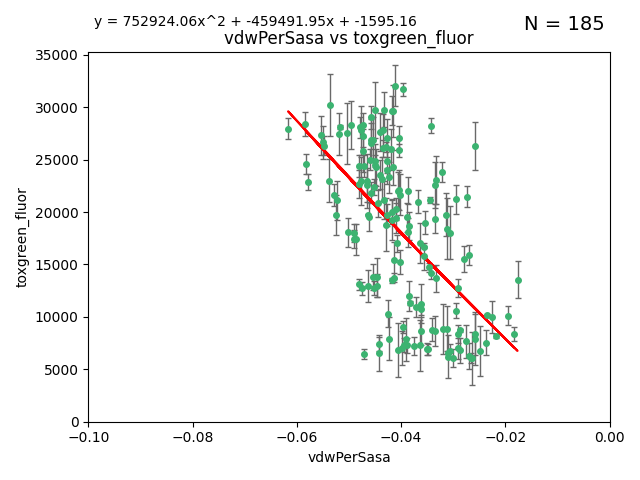 y = 752924.06x^2 + -459491.95x + -1595.16
N = 185
vdwPerSasa vs toxgreen_fluor
35000
30000
25000
20000
15000
10000
5000
0
toxgreen_fluor
−0.10 −0.08 −0.06 −0.04 −0.02 0.00
vdwPerSasa